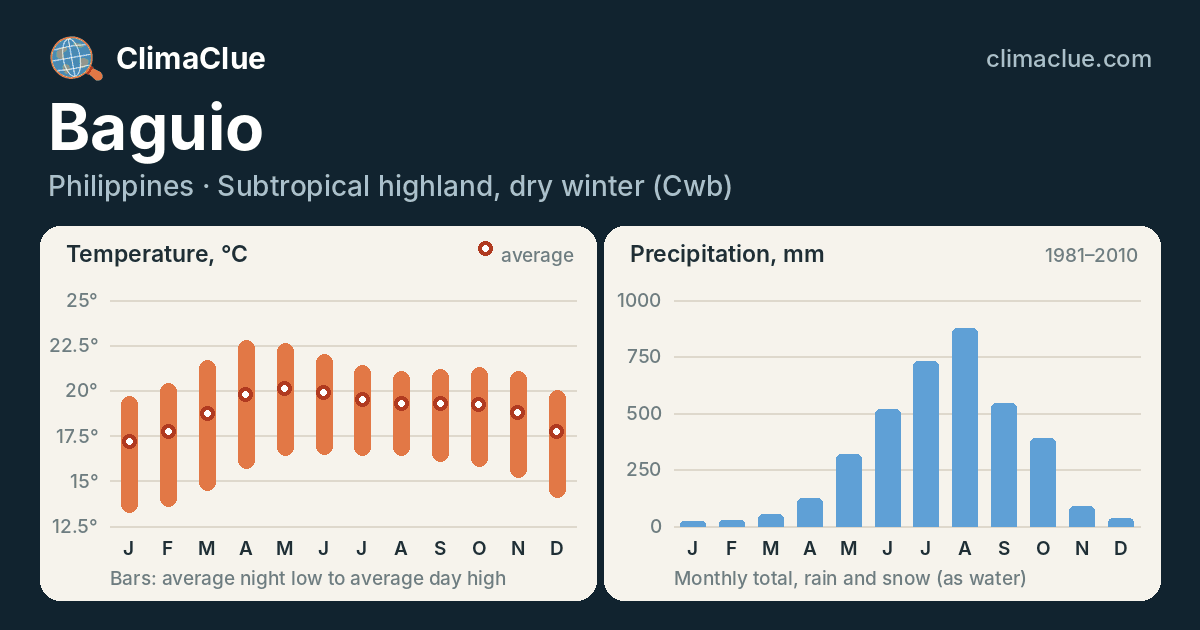 ClimaClue
climaclue.com
Baguio
Philippines · Subtropical highland, dry winter (Cwb)
Temperature, °C
average
25°
22.5°
20°
17.5°
15°
12.5°
J F M A M J J A S O N D
Bars: average night low to average day high
Precipitation, mm
1981–2010
1000
750
500
250
0
J F M A M J J A S O N D
Monthly total, rain and snow (as water)